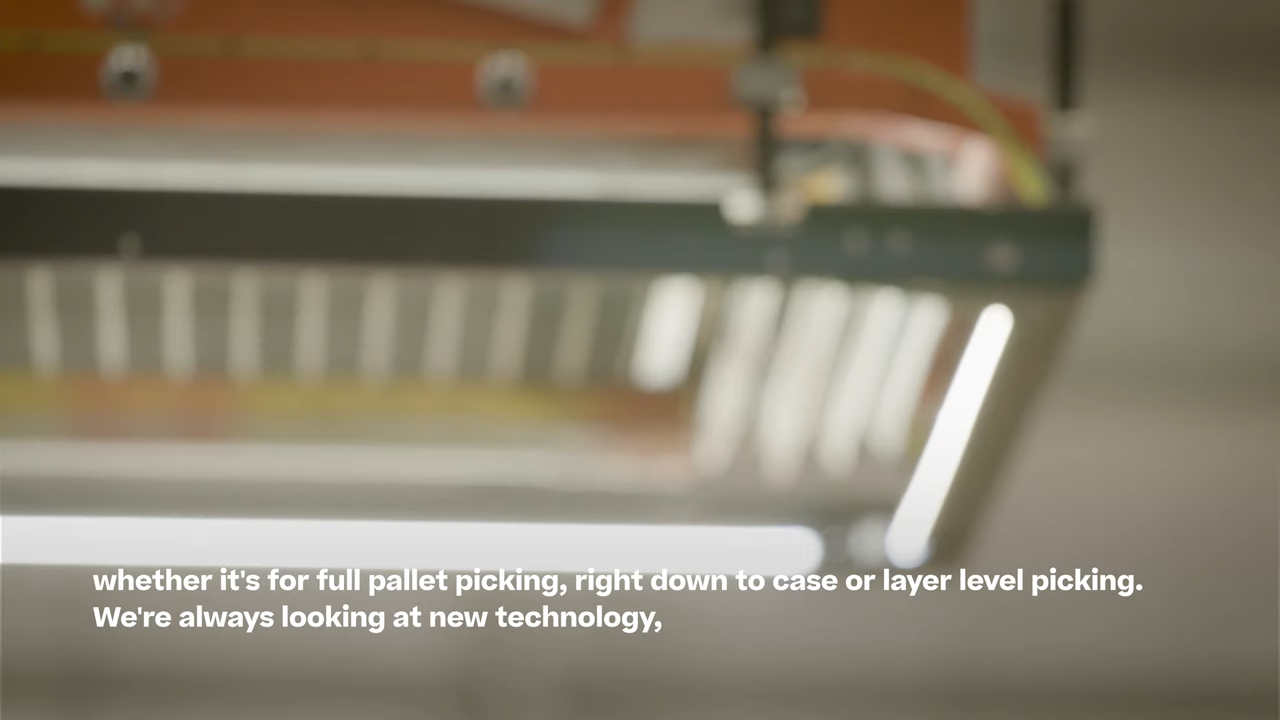 whether it's for full pallet picking, right down to case or layer level picking.
We're always looking at new technology,